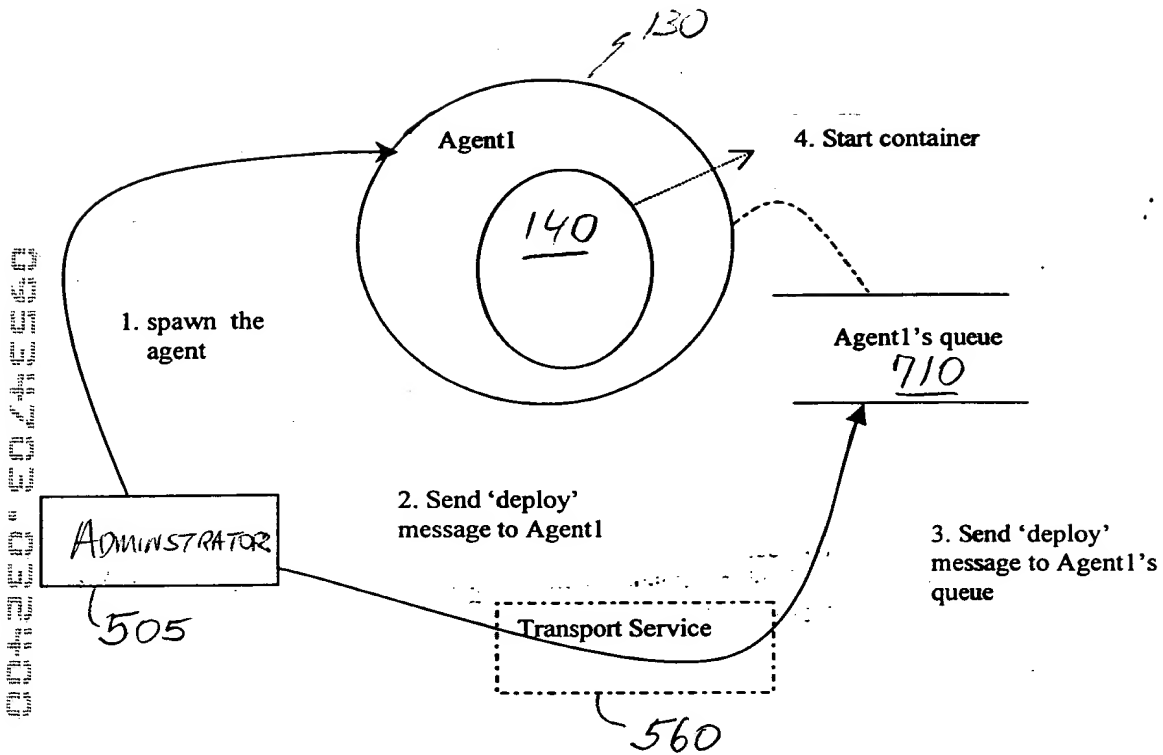 130
Agent1
4. Start container
140
1. spawn the
agent
Agent1's queue
710
2. Send 'deploy'
message to Agent1
ADMINSTRATOR
3. Send 'deploy'
message to Agent1's
queue
505
Transport Service
560